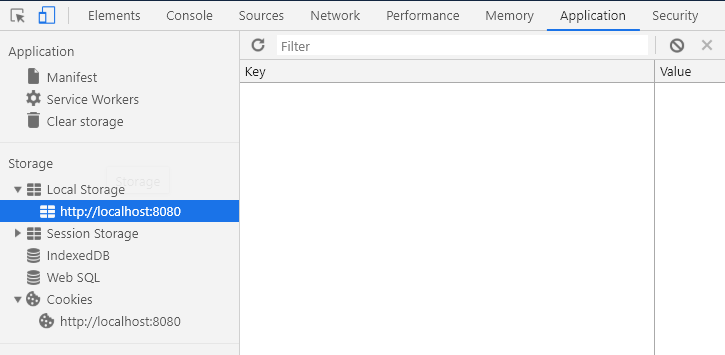 Elements Console Sources Network Performance Memory Application Security
Application
Manifest
Service Workers
Clear storage
Storage
Storage
Local Storage
http://localhost:8080
Session Storage
IndexedDB
Web SQL
Cookies
http://localhost:8080
Filter
Key Value